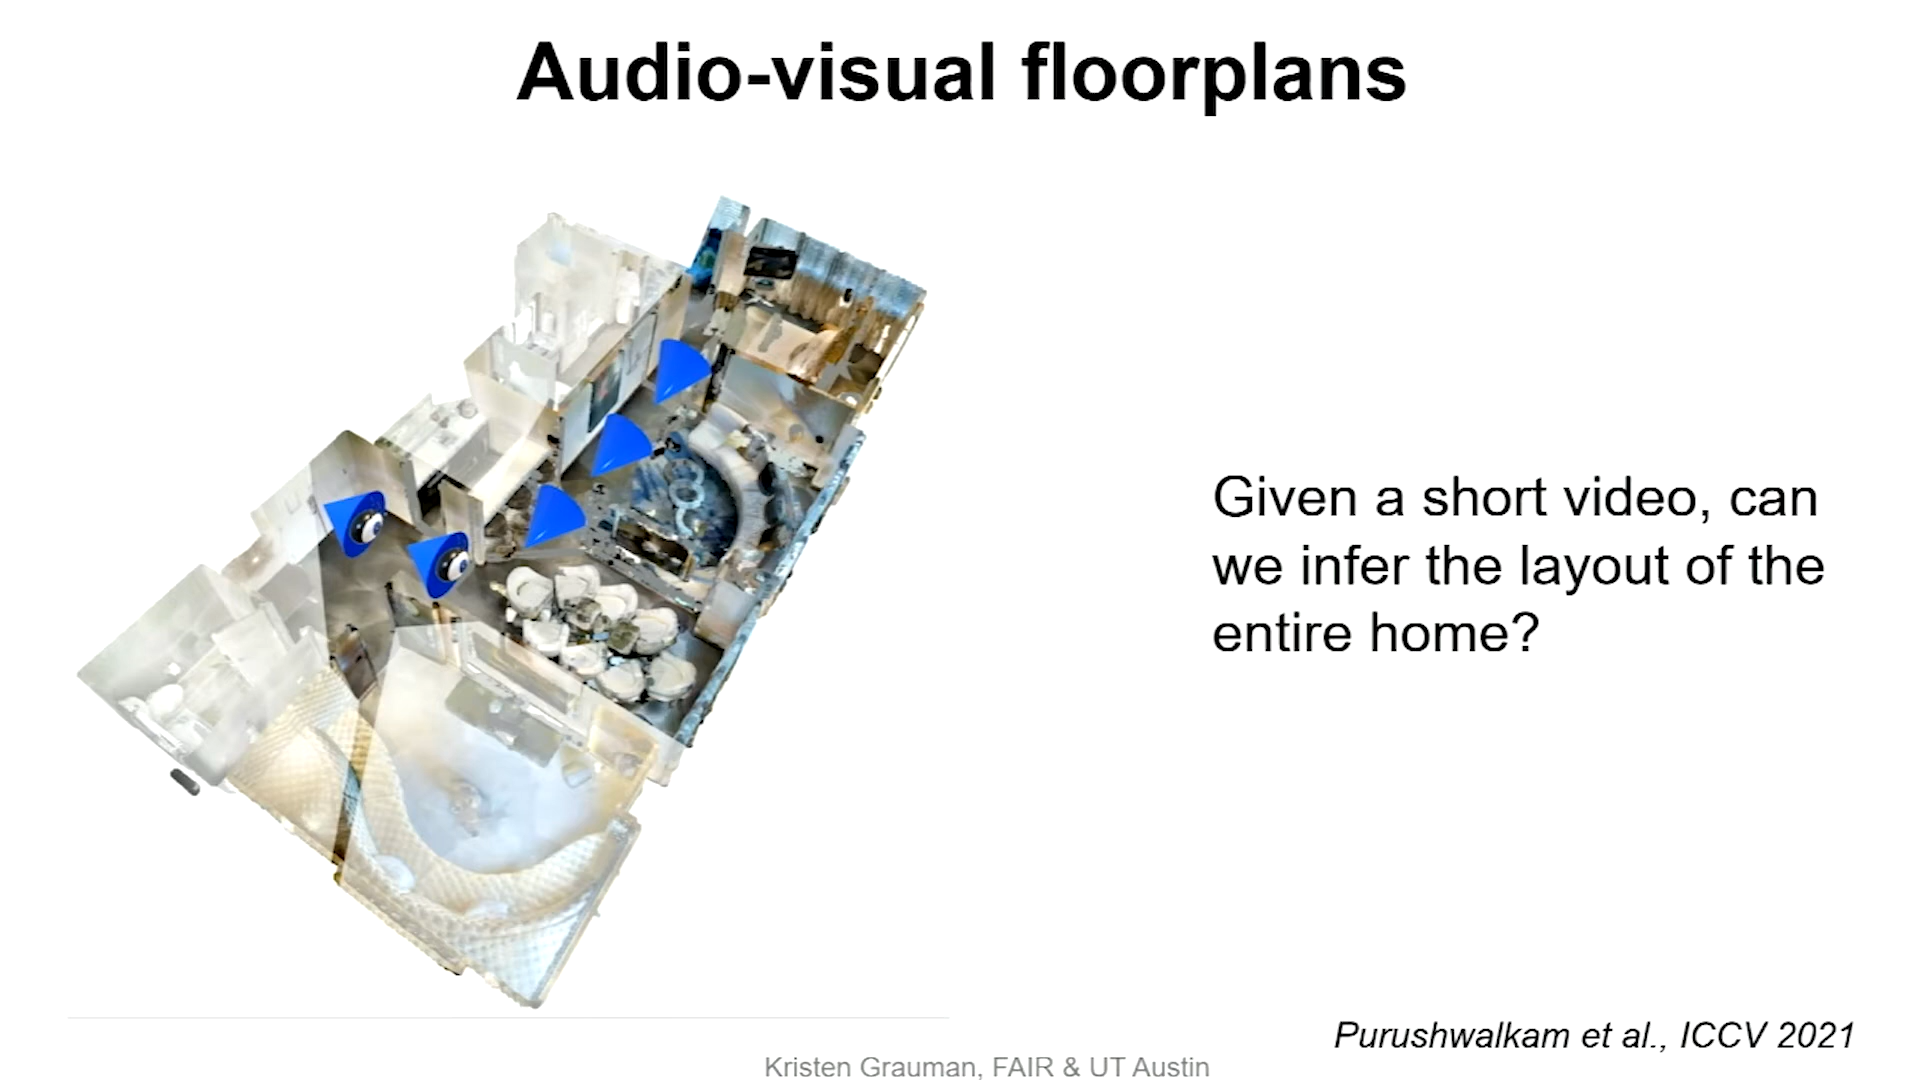 Audio-visual floorplans
Given a short video, can
we infer the layout of the
entire home?
Purushwalkam et al., ICCV 2021
Kristen Grauman, FAIR & UT Austin